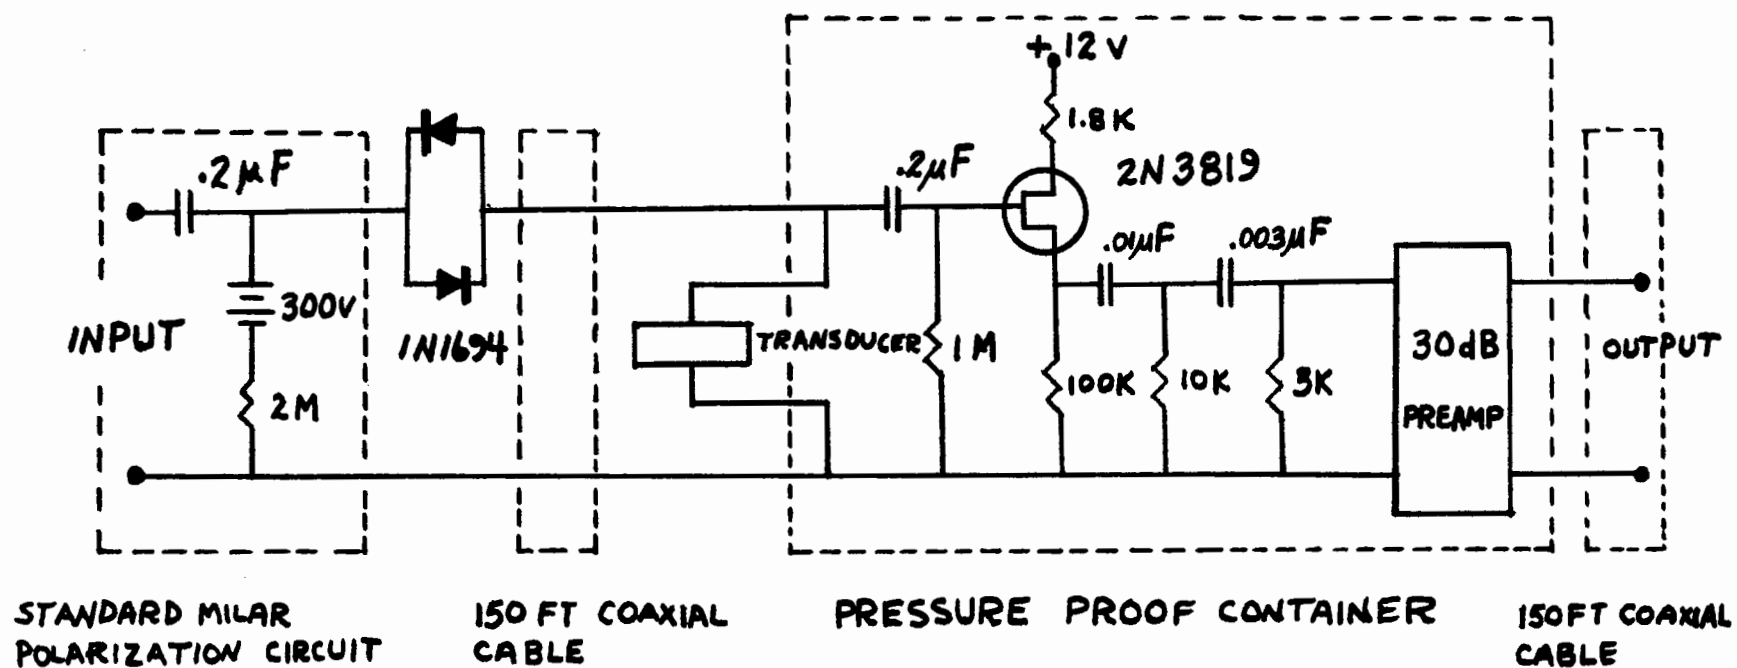 + 12 V
1.8K
.2µF
.2µF
2N3819
.01µF
.003µF
300V
INPUT
1N1694
TRANSDUCER
1M
30dB
PREAMP
OUTPUT
2M
100K
10K
3K
STANDARD MILAR
POLARIZATION CIRCUIT
150 FT COAXIAL
CABLE
PRESSURE PROOF CONTAINER
150FT COAXIAL
CABLE